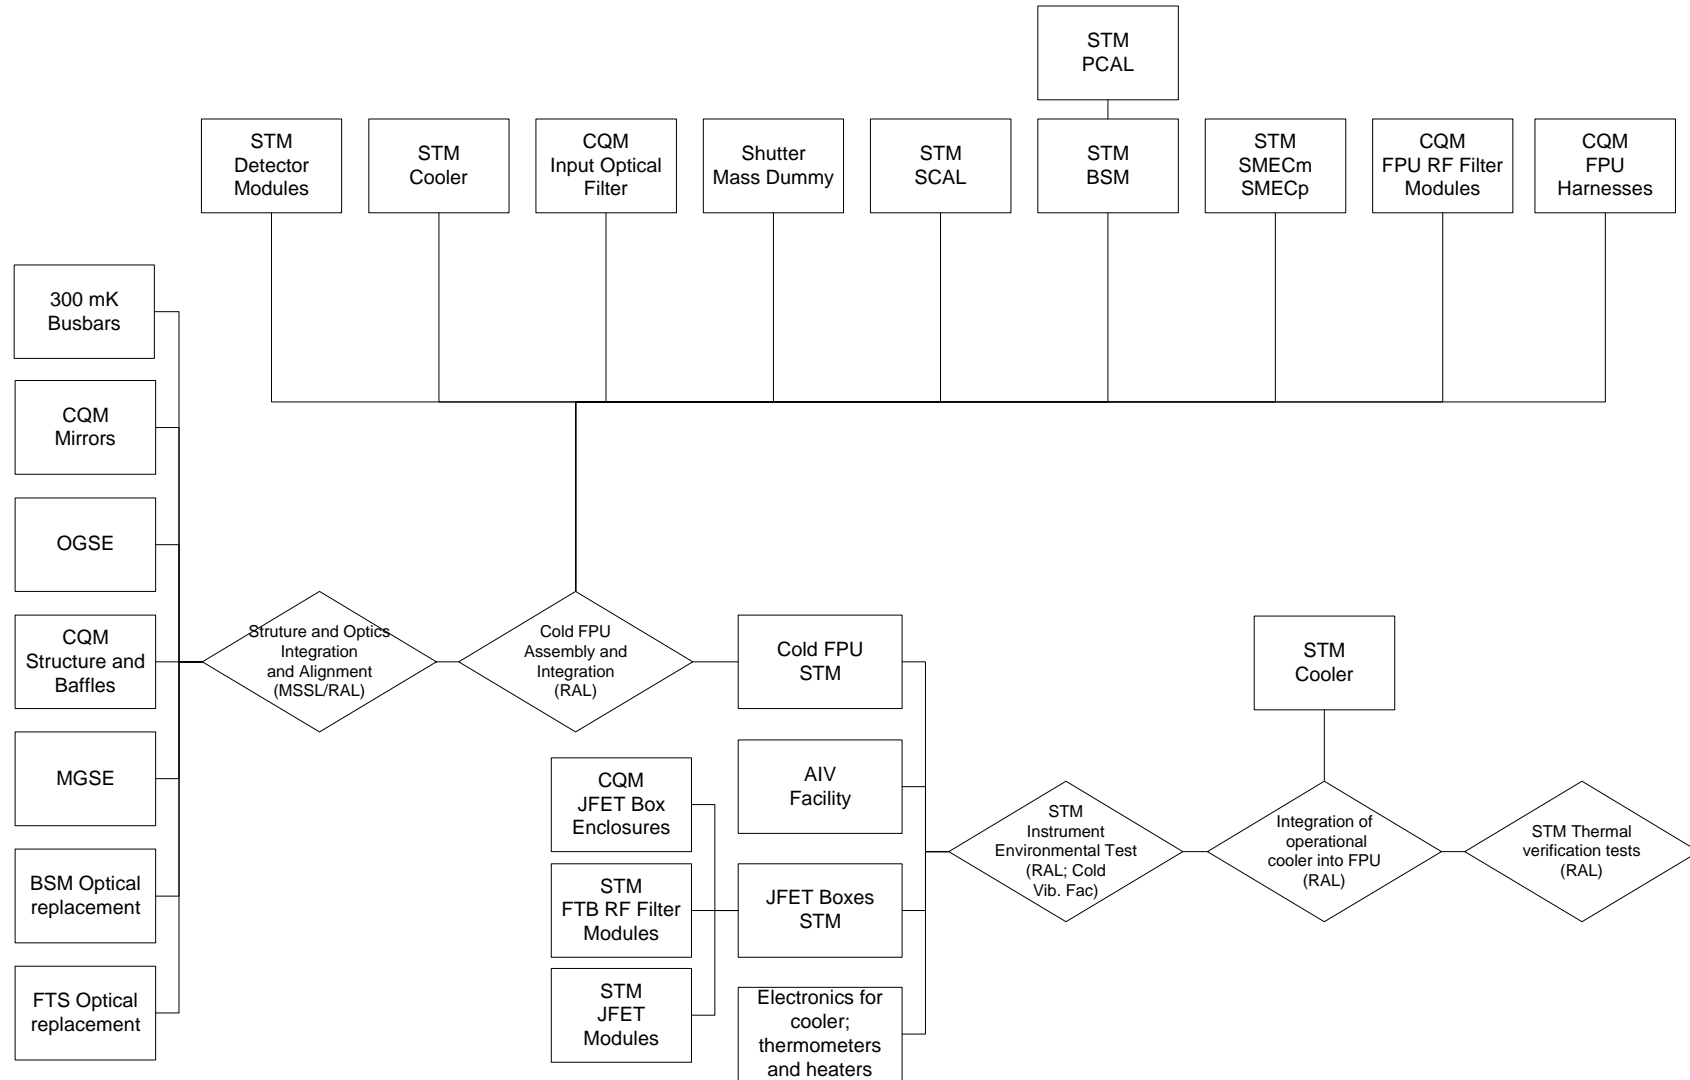 STM
PCAL
STM
Detector
Modules
STM
Cooler
CQM
Input Optical
Filter
Shutter
Mass Dummy
STM
SCAL
STM
BSM
STM
SMECm
SMECp
CQM
FPU RF Filter
Modules
CQM
FPU
Harnesses
300 mK
Busbars
CQM
Mirrors
OGSE
CQM
Structure and
Baffles
MGSE
BSM Optical
replacement
FTS Optical
replacement
Struture and Optics
Integration
and Alignment
(MSSL/RAL)
Cold FPU
Assembly and
Integration
(RAL)
Cold FPU
STM
AIV
Facility
CQM
JFET Box
Enclosures
STM
FTB RF Filter
Modules
STM
JFET
Modules
JFET Boxes
STM
Electronics for
cooler;
thermometers
and heaters
STM
Instrument
Environmental Test
(RAL; Cold
Vib. Fac)
STM
Cooler
Integration of
operational
cooler into FPU
(RAL)
STM Thermal
verification tests
(RAL)